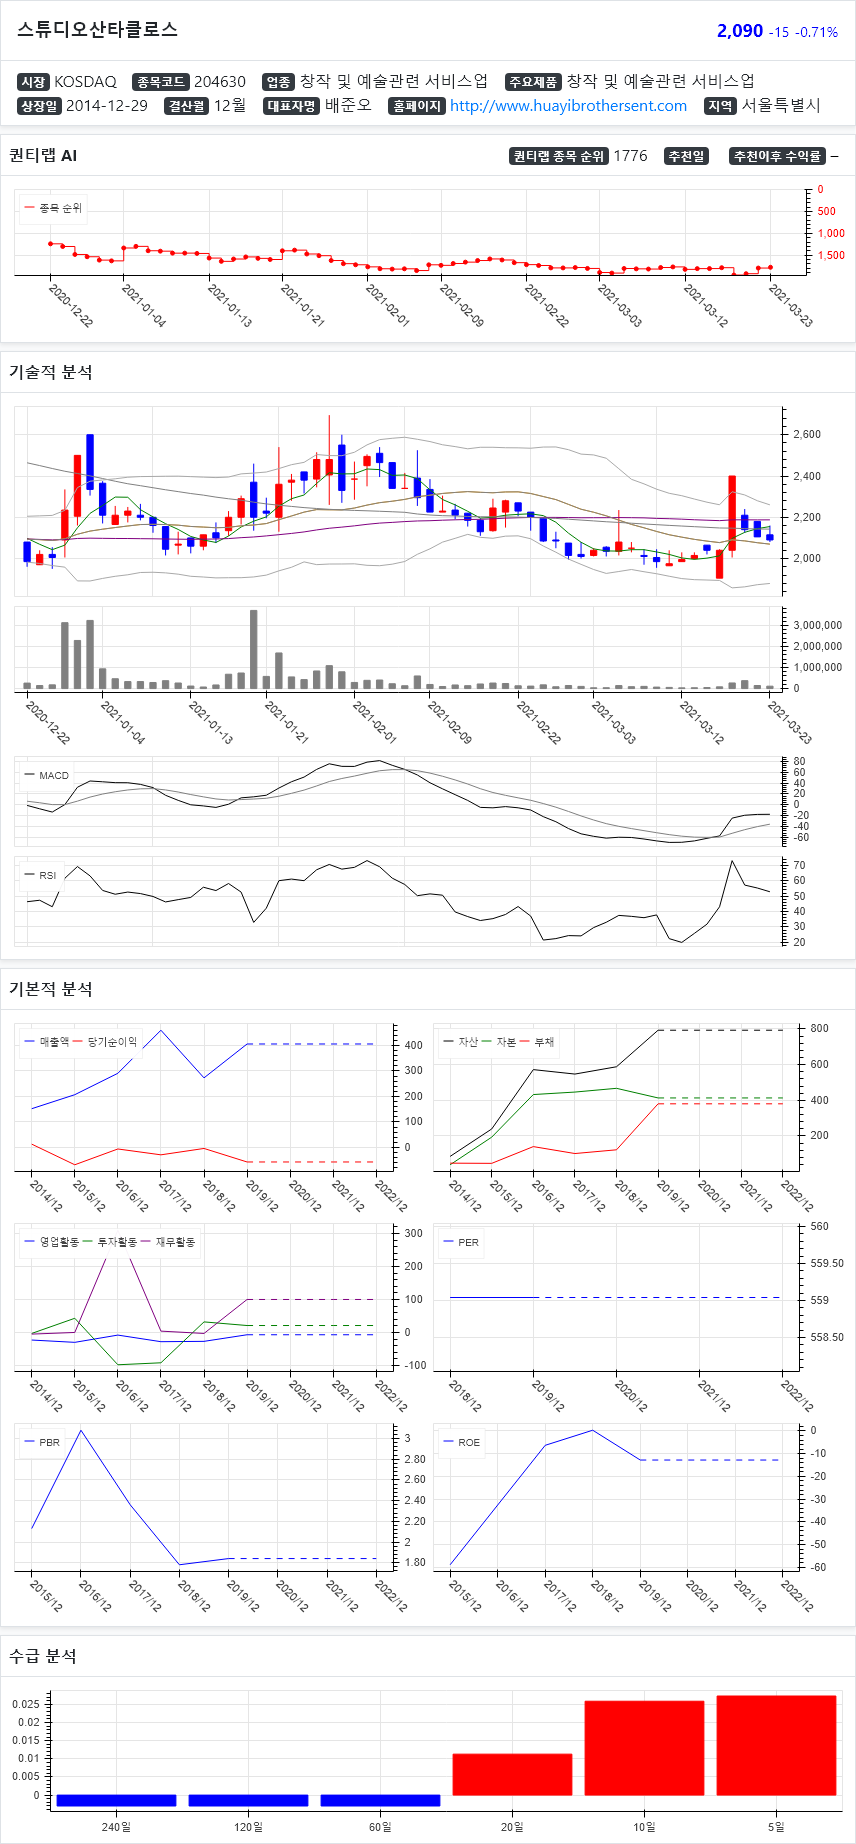 스튜디오산타클로스 2,090 -15 -0.71%
시장 KOSDAQ 종목코드 204630 업종 창작 및 예술관련 서비스업 주요제품 창작 및 예술관련 서비스업
상장일 2014-12-29 결산월 12월 대표자명 배준오 홈페이지 http://www.huayibrothersent.com 지역 서울특별시
퀀티랩 AI 퀀티랩 종목 순위 1776 추천일 추천이후 수익률 –
종목 순위
0
500
1,000
1,500
2020-12-22 2021-01-04 2021-01-13 2021-01-21 2021-02-01 2021-02-09 2021-02-22 2021-03-03 2021-03-12 2021-03-23
기술적 분석
2,600
2,400
2,200
2,000
3,000,000
2,000,000
1,000,000
0
2020-12-22 2021-01-04 2021-01-13 2021-01-21 2021-02-01 2021-02-09 2021-02-22 2021-03-03 2021-03-12 2021-03-23
MACD
80
60
40
20
0
-20
-40
-60
RSI
70
60
50
40
30
20
기본적 분석
매출액 당기순이익
400
300
200
100
0
2014/12 2015/12 2016/12 2017/12 2018/12 2019/12 2020/12 2021/12 2022/12
자산 자본 부채
800
600
400
200
2014/12 2015/12 2016/12 2017/12 2018/12 2019/12 2020/12 2021/12 2022/12
영업활동 투자활동 재무활동
300
200
100
0
-100
2014/12 2015/12 2016/12 2017/12 2018/12 2019/12 2020/12 2021/12 2022/12
PER
560
559.50
559
558.50
2018/12 2019/12 2020/12 2021/12 2022/12
PBR
3
2.80
2.60
2.40
2.20
2
1.80
2015/12 2016/12 2017/12 2018/12 2019/12 2020/12 2021/12 2022/12
ROE
0
-10
-20
-30
-40
-50
-60
2015/12 2016/12 2017/12 2018/12 2019/12 2020/12 2021/12 2022/12
수급 분석
0.025
0.02
0.015
0.01
0.005
0
240일 120일 60일 20일 10일 5일